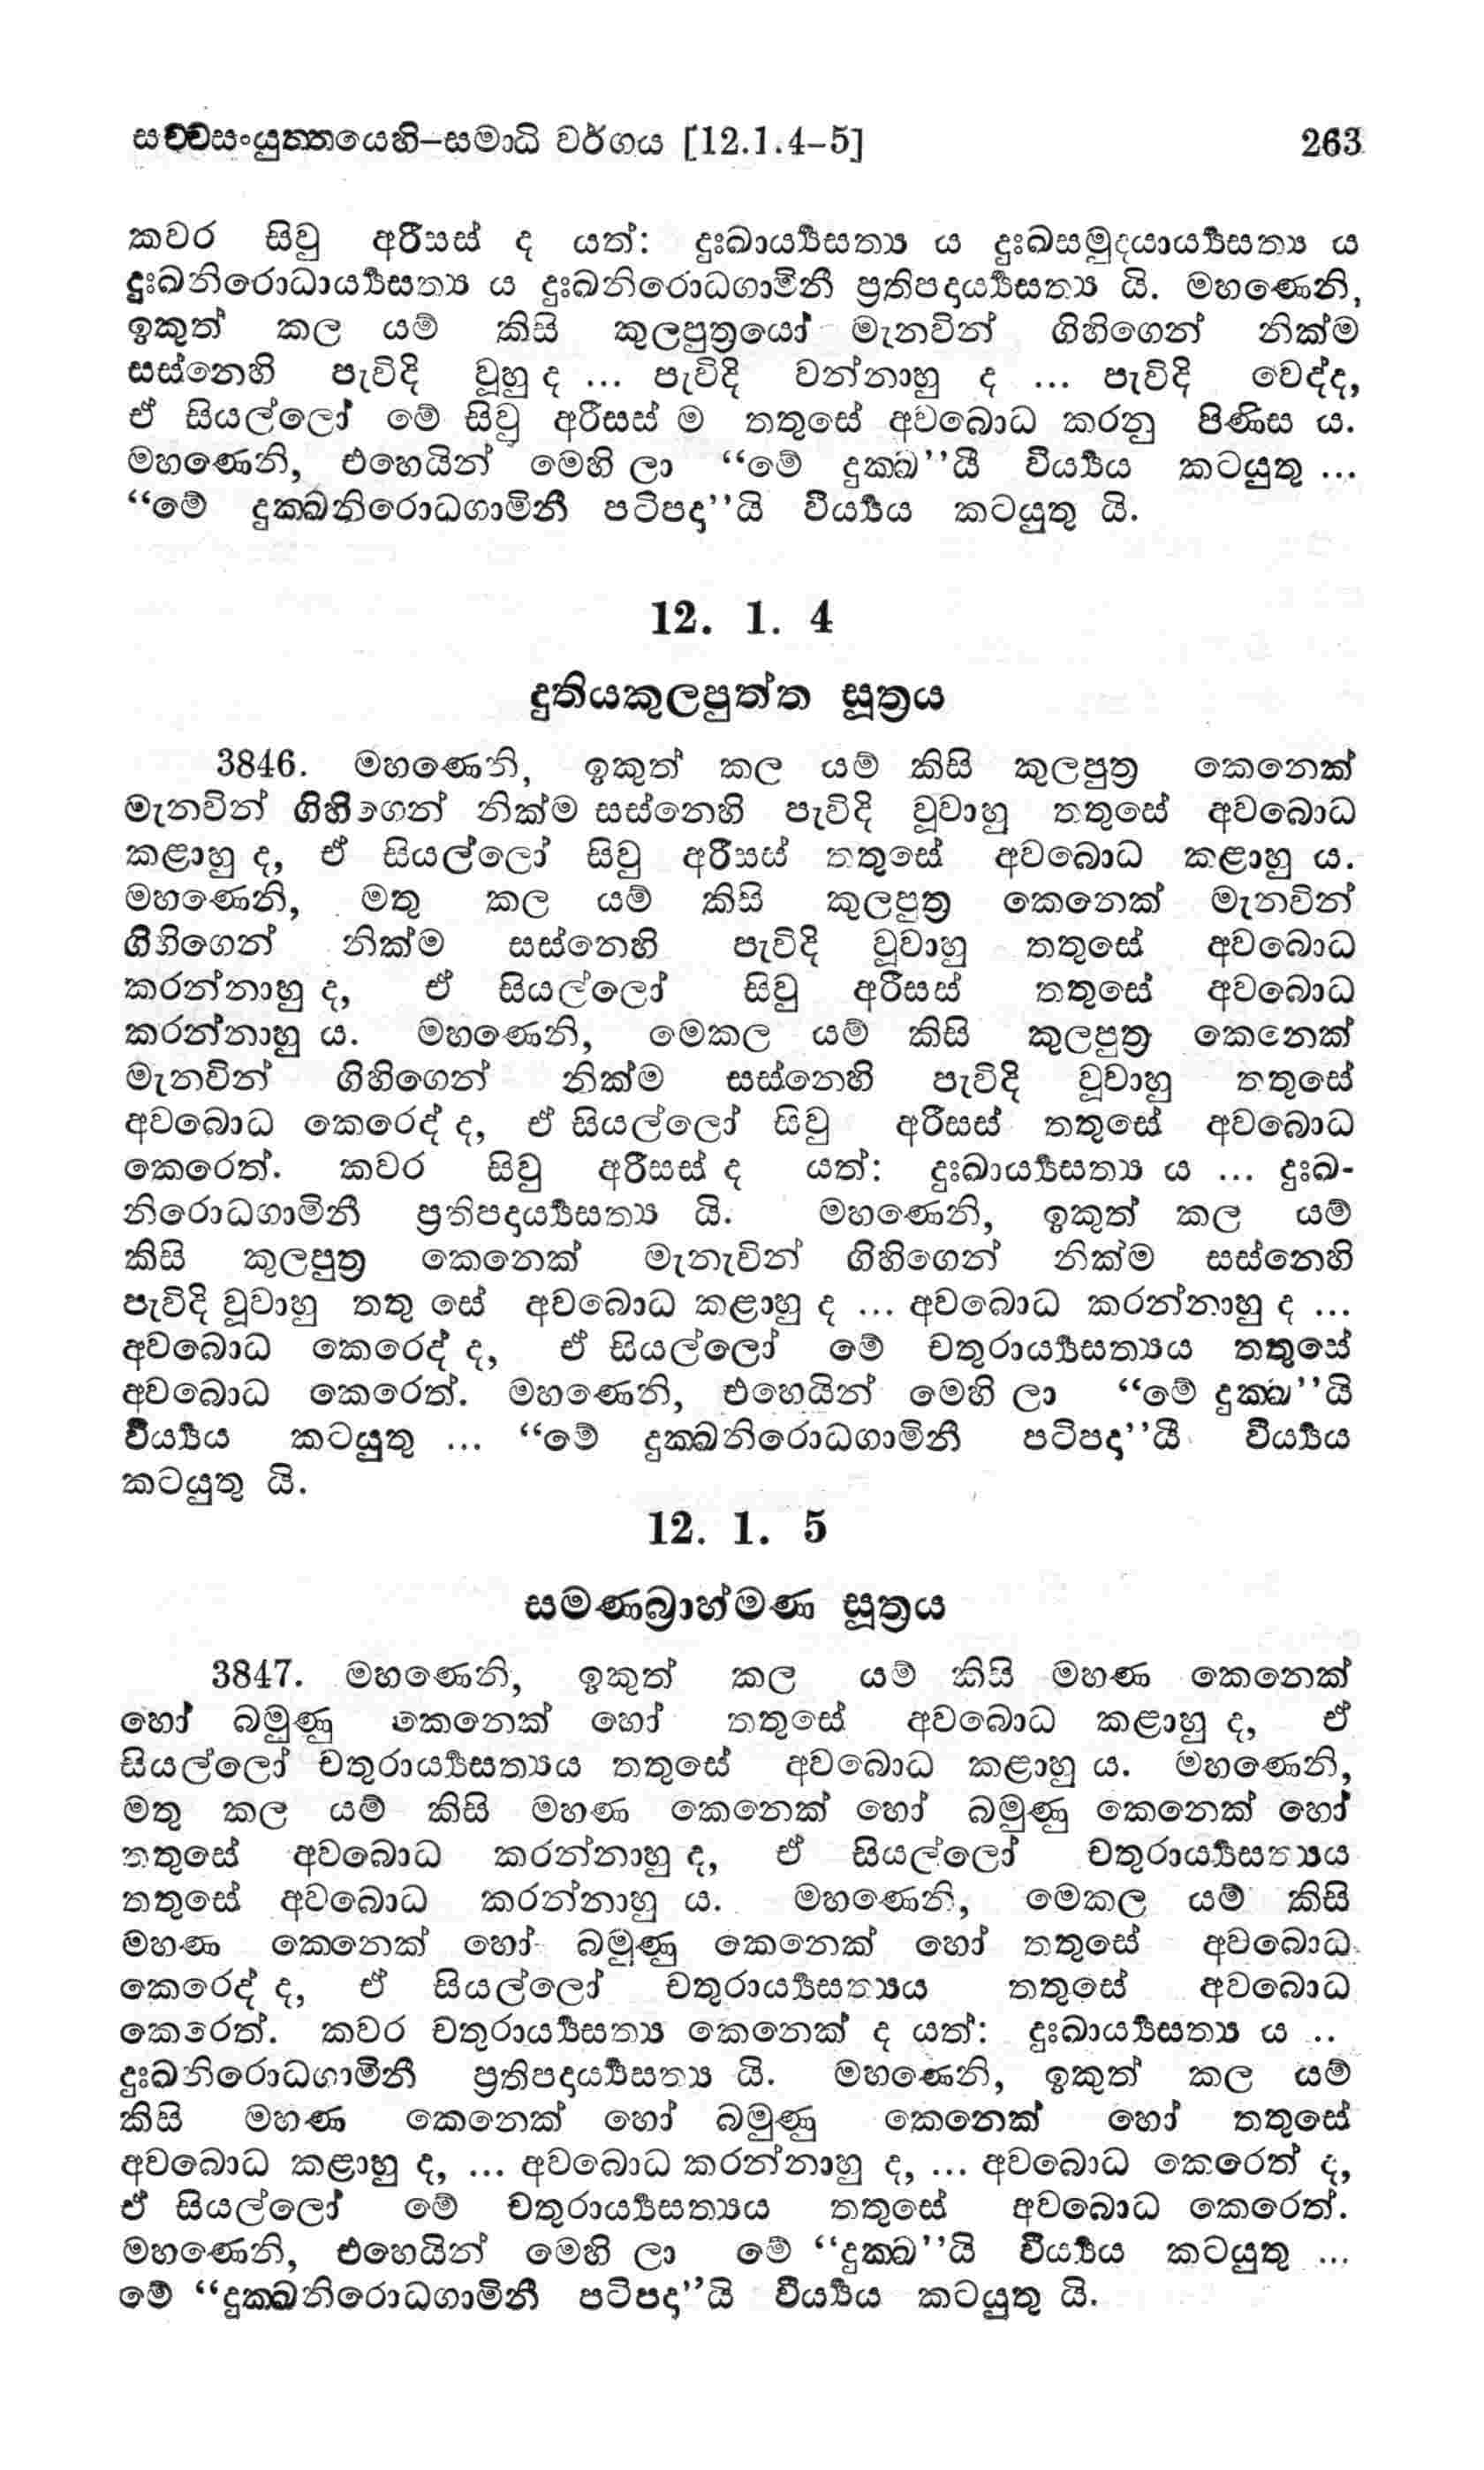 සච්චසංයුත්තයෙහි–සමාධි වර්ගය [12.1.4–5] 263
කවර සිවු අරීසස් ද යත්: දුඃඛාර්‍ය්‍යසත්‍ය ය දුඃඛසමුදයාර්‍ය්‍යසත්‍ය ය
දුඃඛනිරොධාර්‍ය්‍යසත්‍ය ය දුඃඛනිරොධගාමිනී ප්‍රතිපදාර්‍ය්‍යසත්‍ය යි. මහණෙනි,
ඉකුත් කල යම් කිසි කුලපුත්‍රයෝ මැනවින් ගිහිගෙන් නික්ම
සස්නෙහි පැවිදි වූහු ද ... පැවිදි වන්නාහු ද ... පැවිදි වෙද්ද,
ඒ සියල්ලෝ මේ සිවු අරීසස් ම තතුසේ අවබොධ කරනු පිණිස ය.
මහණෙනි, එහෙයින් මෙහි ලා “මේ දුක්ඛ”යී වීර්‍ය්‍යය කටයුතු ...
“මේ දුක්ඛනිරොධගාමිනී පටිපදා”යි වීර්‍ය්‍යය කටයුතු යි.
12. 1. 4
දුතියකුලපුත්ත සූත්‍රය
3846. මහණෙනි, ඉකුත් කල යම් කිසි කුලපුත්‍ර කෙනෙක්
මැනවින් ගිහිගෙන් නික්ම සස්නෙහි පැවිදි වූවාහු තතුසේ අවබොධ
කළාහු ද, ඒ සියල්ලෝ සිවු අරීසස් තතුසේ අවබොධ කළාහු ය.
මහණෙනි, මතු කල යම් කිසි කුලපුත්‍ර කෙනෙක් මැනවින්
ගිහිගෙන් නික්ම සස්නෙහි පැවිදි වූවාහු තතුසේ අවබොධ
කරන්නාහු ද, ඒ සියල්ලෝ සිවු අරීසස් තතුසේ අවබොධ
කරන්නාහු ය. මහණෙනි, මෙකල යම් කිසි කුලපුත්‍ර කෙනෙක්
මැනවින් ගිහිගෙන් නික්ම සස්නෙහි පැවිදි වූවාහු තතුසේ
අවබොධ කෙරෙද් ද, ඒ සියල්ලෝ සිවු අරීසස් තතුසේ අවබොධ
කෙරෙත්. කවර සිවු අරීසස් ද යත්: දුඃඛාර්‍ය්‍යසත්‍ය ය ... දුඃඛ-
නිරොධගාමිනී ප්‍රතිපදාර්‍ය්‍යසත්‍ය යි. මහණෙනි, ඉකුත් කල යම්
කිසි කුලපුත්‍ර කෙනෙක් මැනැවින් ගිහිගෙන් නික්ම සස්නෙහි
පැවිදි වූවාහු තතු සේ අවබොධ කළාහු ද ... අවබොධ කරන්නාහු ද ...
අවබොධ කෙරෙද් ද, ඒ සියල්ලෝ මේ චතුරාර්‍ය්‍යසත්‍යය තතුසේ
අවබොධ කෙරෙත්. මහණෙනි, එහෙයින් මෙහි ලා “මේ දුක්ඛ”යි
වීර්‍ය්‍යය කටයුතු ... “මේ දුක්ඛනිරොධගාමිනී පටිපදා”යී වීර්‍ය්‍යය
කටයුතු යි.
12. 1. 5
සමණබ්‍රාහ්මණ සූත්‍රය
3847. මහණෙනි, ඉකුත් කල යම් කිසි මහණ කෙනෙක්
හෝ බමුණු කෙනෙක් හෝ තතුසේ අවබොධ කළාහු ද, ඒ
සියල්ලෝ චතුරාර්‍ය්‍යසත්‍යය තතුසේ අවබොධ කළාහු ය. මහණෙනි,
මතු කල යම් කිසි මහණ කෙනෙක් හෝ බමුණු කෙනෙක් හෝ
තතුසේ අවබොධ කරන්නාහු ද, ඒ සියල්ලෝ චතුරාර්‍ය්‍යසත්‍යය
තතුසේ අවබොධ කරන්නාහු ය. මහණෙනි, මෙකල යම් කිසි
මහණ කෙනෙක් හෝ බමුණු කෙනෙක් හෝ තතුසේ අවබොධ
කෙරෙද් ද, ඒ සියල්ලෝ චතුරාර්‍ය්‍යසත්‍යය තතුසේ අවබොධ
කෙරෙත්. කවර චතුරාර්‍ය්‍යසත්‍ය කෙනෙක් ද යත්: දුඃඛාර්‍ය්‍යසත්‍ය ය ..
දුඃඛනිරොධගාමිනී ප්‍රතිපදාර්‍ය්‍යසත්‍ය යි. මහණෙනි, ඉකුත් කල යම්
කිසි මහණ කෙනෙක් හෝ බමුණු කෙනෙක් හෝ තතුසේ
අවබොධ කළාහු ද, ... අවබොධ කරන්නාහු ද, ... අවබොධ කෙරෙත් ද,
ඒ සියල්ලෝ මේ චතුරාර්‍ය්‍යසත්‍යය තතුසේ අවබොධ කෙරෙත්.
මහණෙනි, එහෙයින් මෙහි ලා මේ “දුක්ඛ”යි වීර්‍ය්‍යය කටයුතු ...
මේ “දුක්ඛනිරොධගාමිනී පටිපදා”යි වීර්‍ය්‍යය කටයුතු යි.